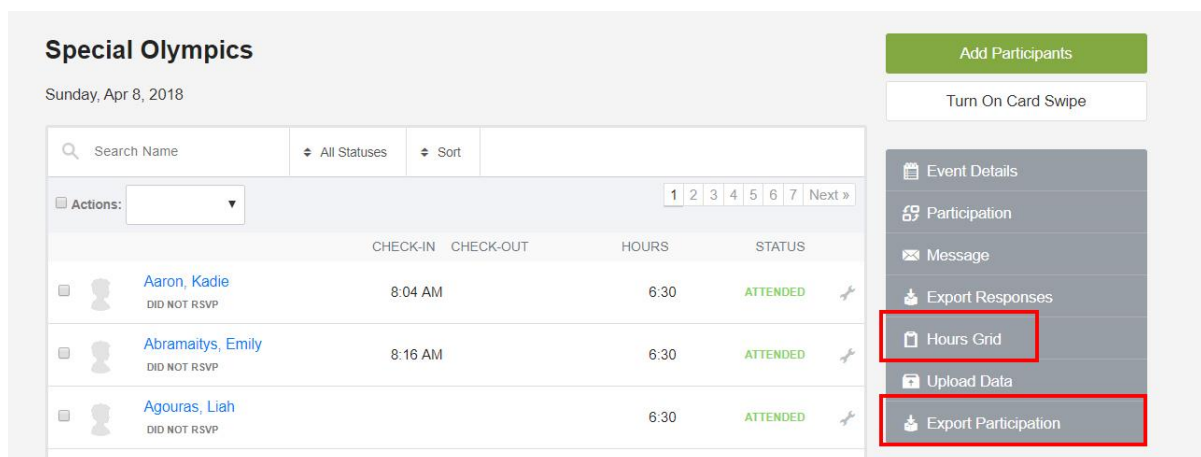 Special Olympics
Sunday, Apr 8, 2018
Search Name All Statuses Sort
Actions: 1 2 3 4 5 6 7 Next »
CHECK-IN CHECK-OUT HOURS STATUS
Aaron, Kadie 8:04 AM 6:30 ATTENDED
DID NOT RSVP
Abramaitys, Emily 8:16 AM 6:30 ATTENDED
DID NOT RSVP
Agouras, Liah 6:30 ATTENDED
DID NOT RSVP
Add Participants
Turn On Card Swipe
Event Details
Participation
Message
Export Responses
Hours Grid
Upload Data
Export Participation